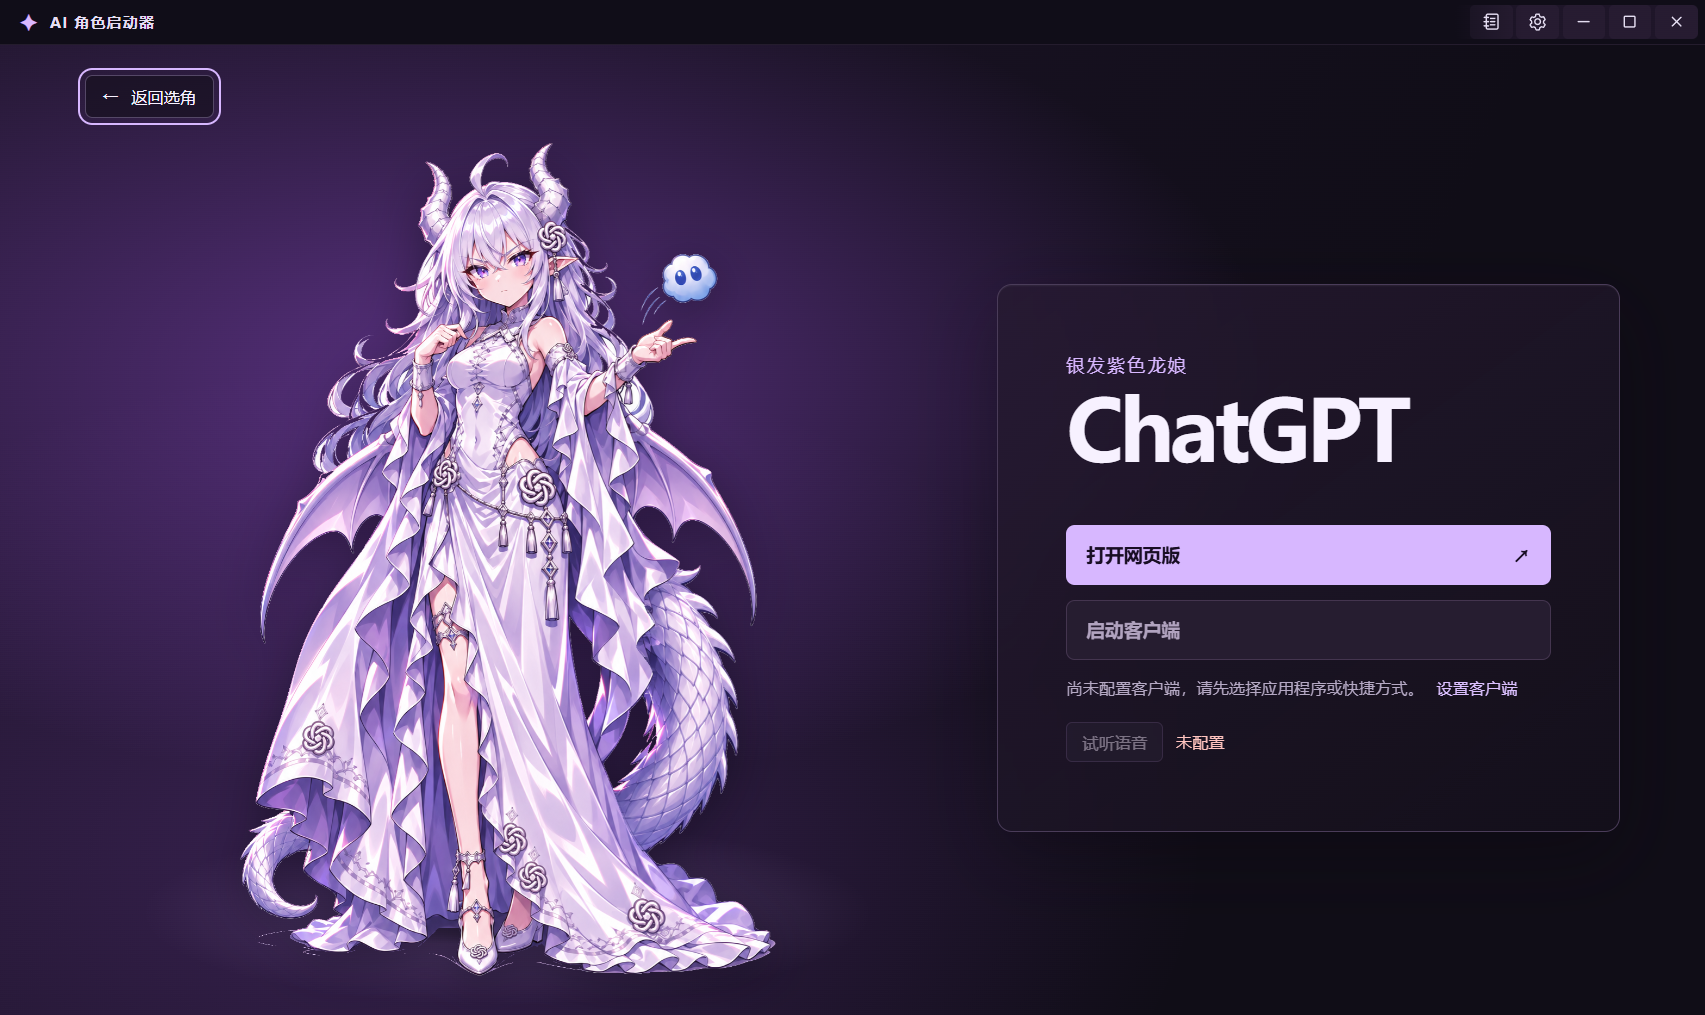 AI 角色启动器
← 返回选角
银发紫色龙娘
ChatGPT
打开网页版 ↗
启动客户端
尚未配置客户端，请先选择应用程序或快捷方式。 设置客户端
试听语音 未配置